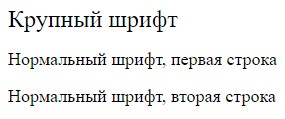 Крупный шрифт
Нормальный шрифт, первая строка
Нормальный шрифт, вторая строка